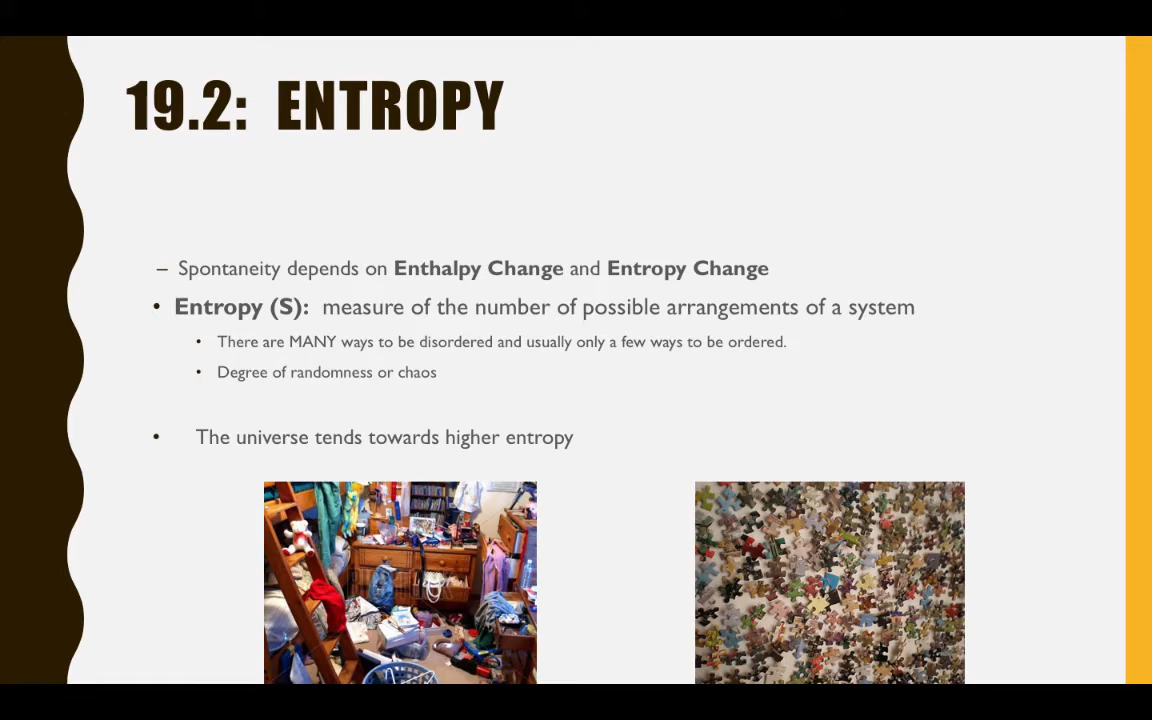 19.2: ENTROPY
– Spontaneity depends on Enthalpy Change and Entropy Change
• Entropy (S): measure of the number of possible arrangements of a system
• There are MANY ways to be disordered and usually only a few ways to be ordered.
• Degree of randomness or chaos
• The universe tends towards higher entropy